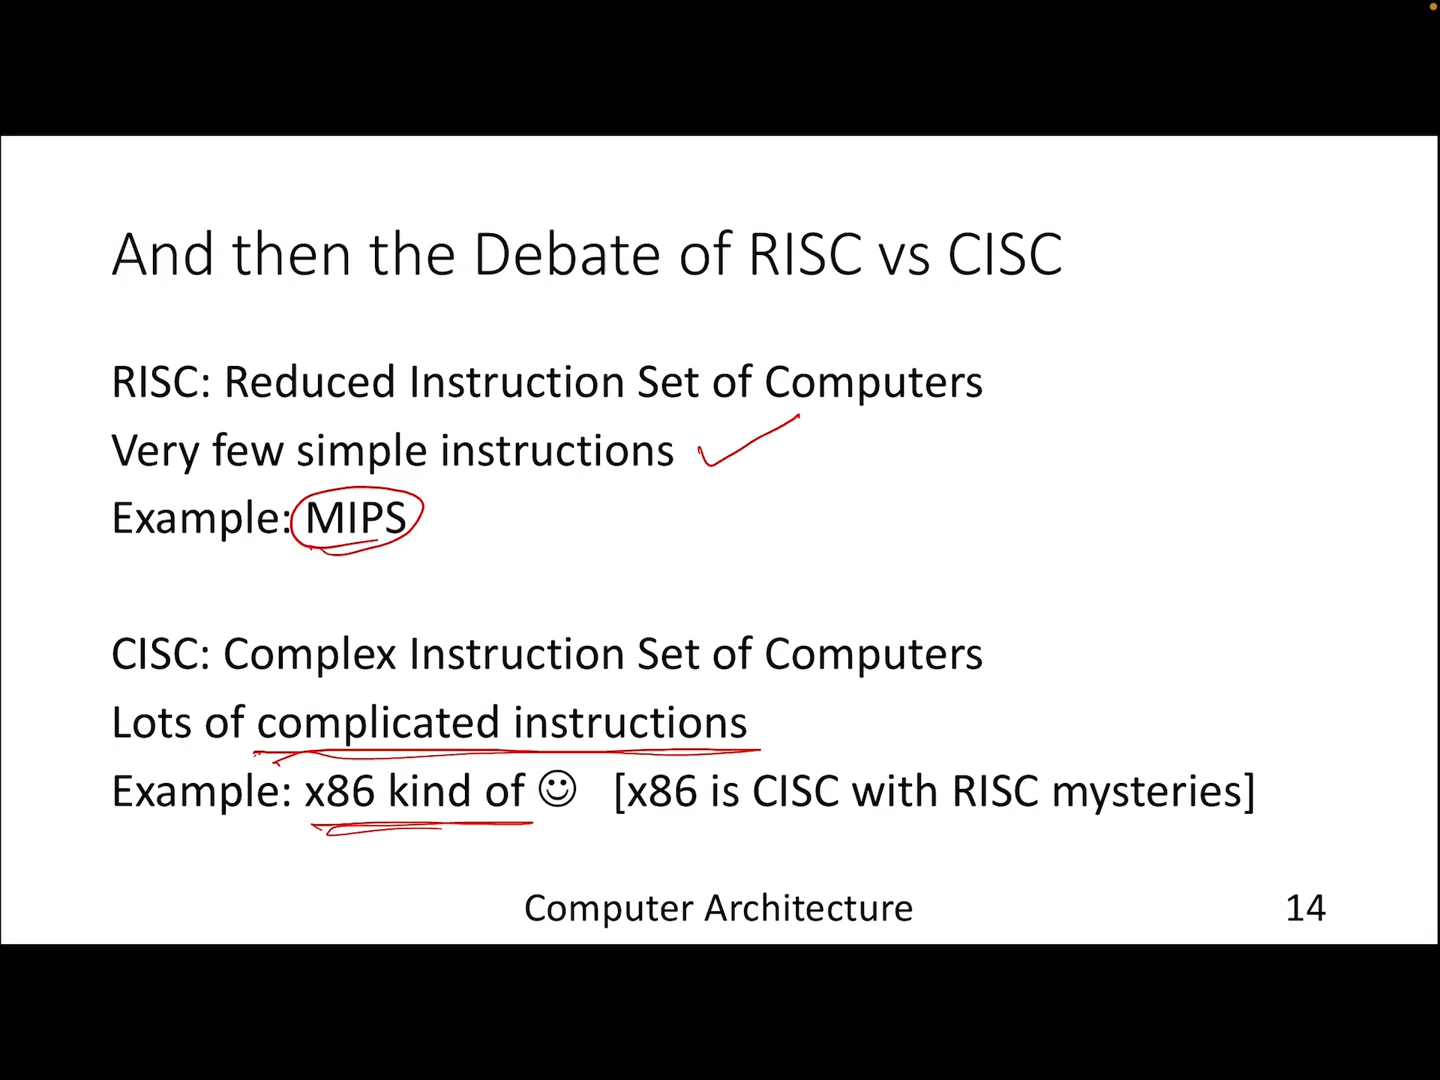 And then the Debate of RISC vs CISC
RISC: Reduced Instruction Set of Computers
Very few simple instructions
Example: MIPS
CISC: Complex Instruction Set of Computers
Lots of complicated instructions
Example: x86 kind of ☺ [x86 is CISC with RISC mysteries]
Computer Architecture 14